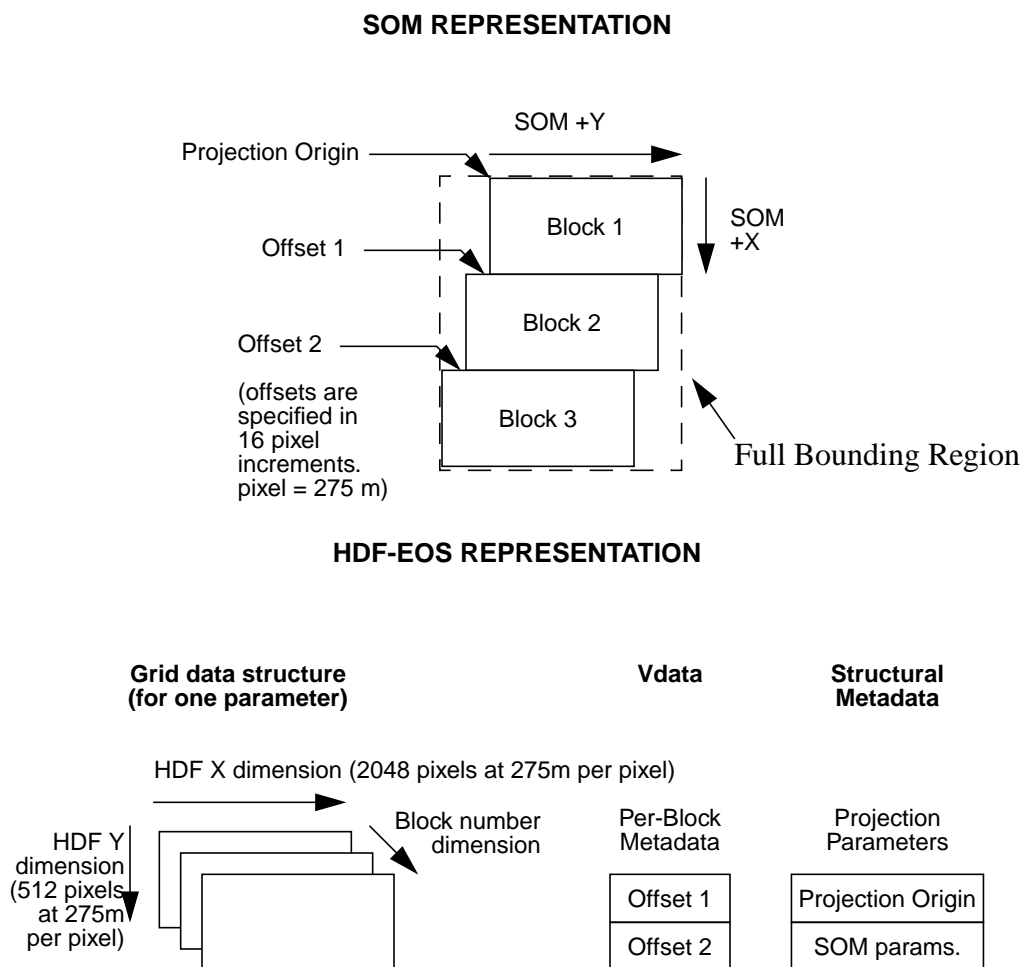 SOM REPRESENTATION
SOM +Y
Projection Origin
Block 1
SOM
+X
Offset 1
Block 2
Offset 2
(offsets are
specified in
16 pixel
increments.
pixel = 275 m)
Block 3
Full Bounding Region
HDF-EOS REPRESENTATION
Grid data structure
(for one parameter)
Vdata
Structural
Metadata
HDF X dimension (2048 pixels at 275m per pixel)
HDF Y
dimension
(512 pixels
at 275m
per pixel)
Block number
dimension
Per-Block
Metadata
Projection
Parameters
Offset 1
Projection Origin
Offset 2
SOM params.